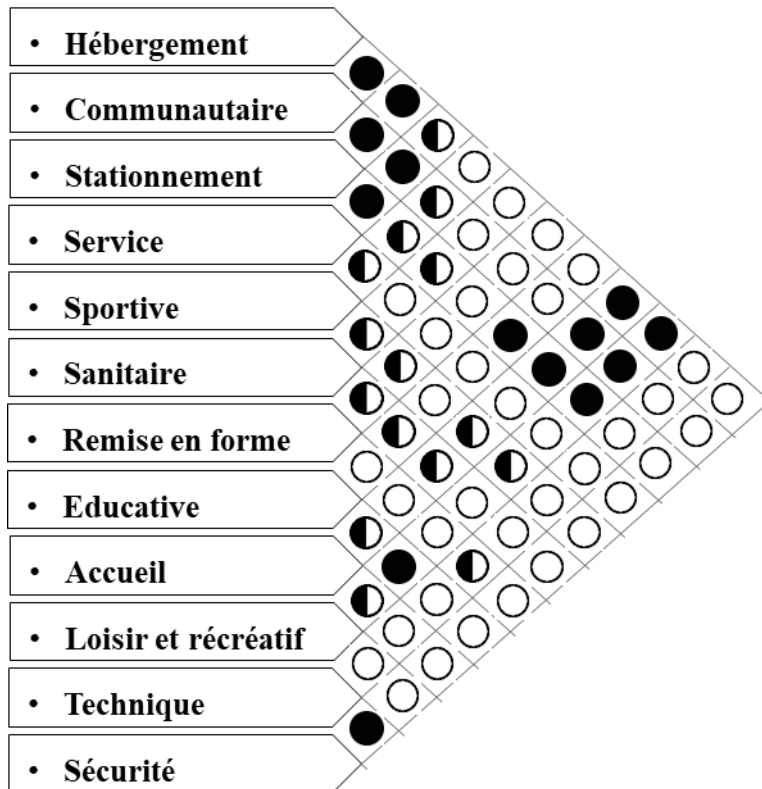 • Hébergement
• Communautaire
• Stationnement
• Service
• Sportive
• Sanitaire
• Remise en forme
• Educative
• Accueil
• Loisir et récréatif
• Technique
• Sécurité